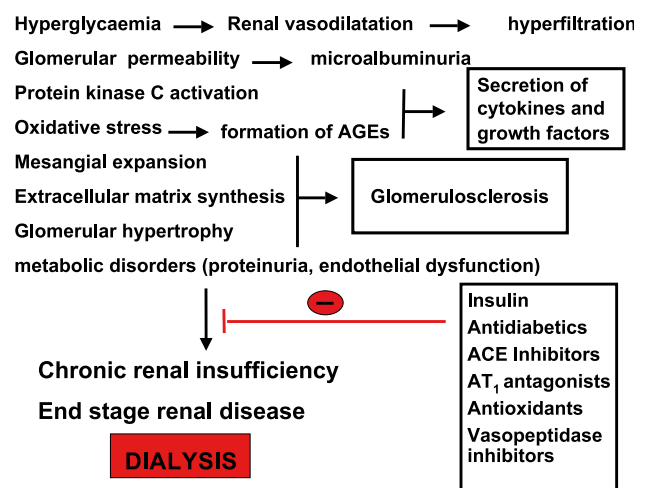 Hyperglycaemia Renal vasodilatation hyperfiltration
Glomerular permeability microalbuminuria
Protein kinase C activation
Oxidative stress formation of AGEs
Secretion of
cytokines and
growth factors
Mesangial expansion
Extracellular matrix synthesis
Glomerular hypertrophy
Glomerulosclerosis
metabolic disorders (proteinuria, endothelial dysfunction)
−
Insulin
Antidiabetics
ACE Inhibitors
AT1 antagonists
Antioxidants
Vasopeptidase
inhibitors
Chronic renal insufficiency
End stage renal disease
DIALYSIS